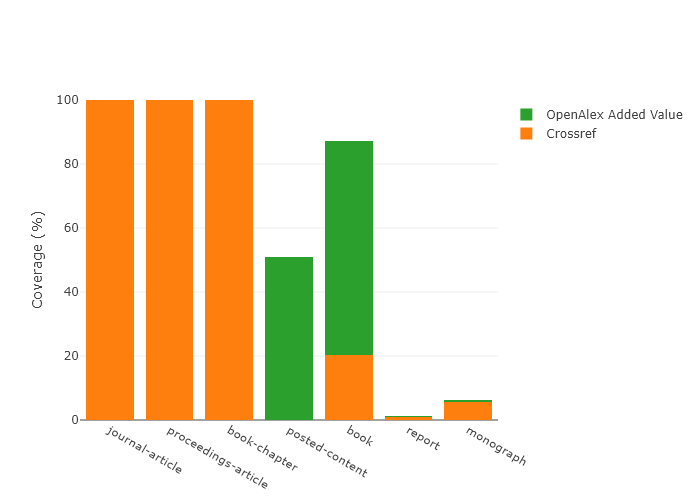 OpenAlex Added Value
Crossref
Coverage (%)
100
80
60
40
20
0
journal-article
proceedings-article
book-chapter
posted-content
book
report
monograph